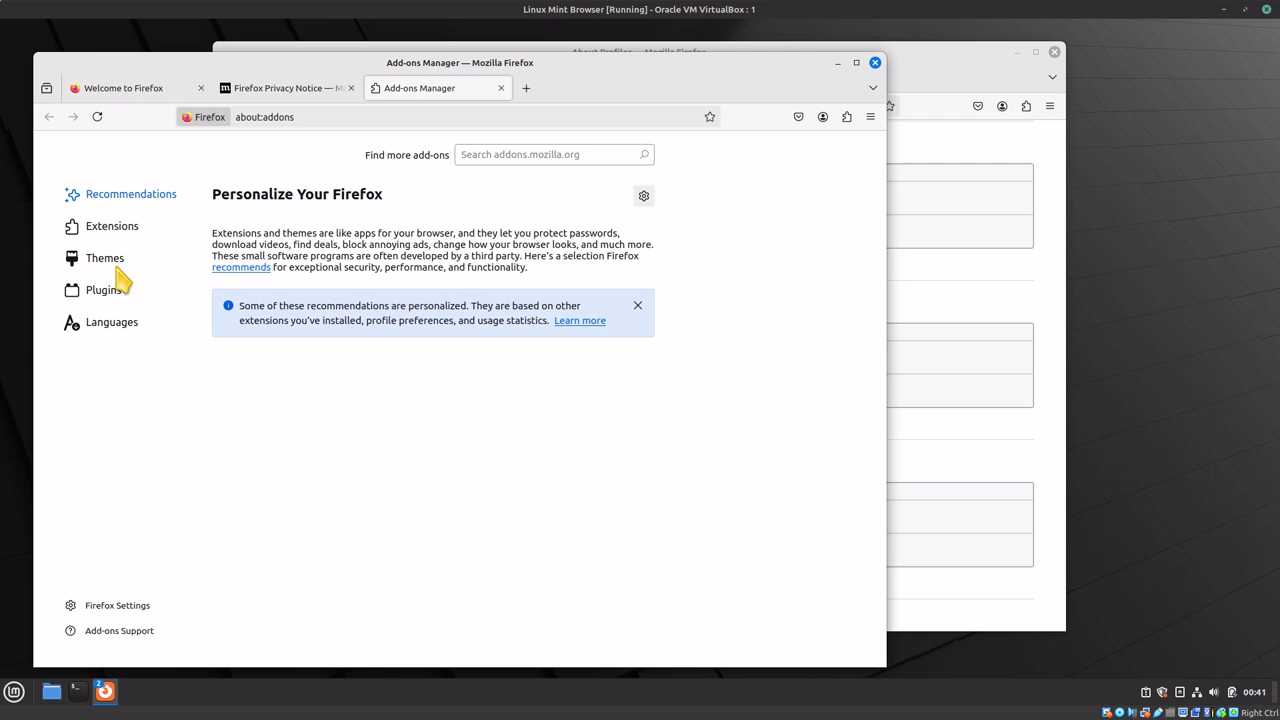 Linux Mint Browser [Running] - Oracle VM VirtualBox : 1
Add-ons Manager — Mozilla Firefox
Welcome to Firefox
Firefox Privacy Notice — Mo
Add-ons Manager
Firefox
about:addons
Find more add-ons
Search addons.mozilla.org
Recommendations
Extensions
Themes
Plugins
Languages
Personalize Your Firefox
Extensions and themes are like apps for your browser, and they let you protect passwords,
download videos, find deals, block annoying ads, change how your browser looks, and much more.
These small software programs are often developed by a third party. Here's a selection Firefox
recommends for exceptional security, performance, and functionality.
Some of these recommendations are personalized. They are based on other
extensions you've installed, profile preferences, and usage statistics. Learn more
Firefox Settings
Add-ons Support
2
00:41
Right Ctrl